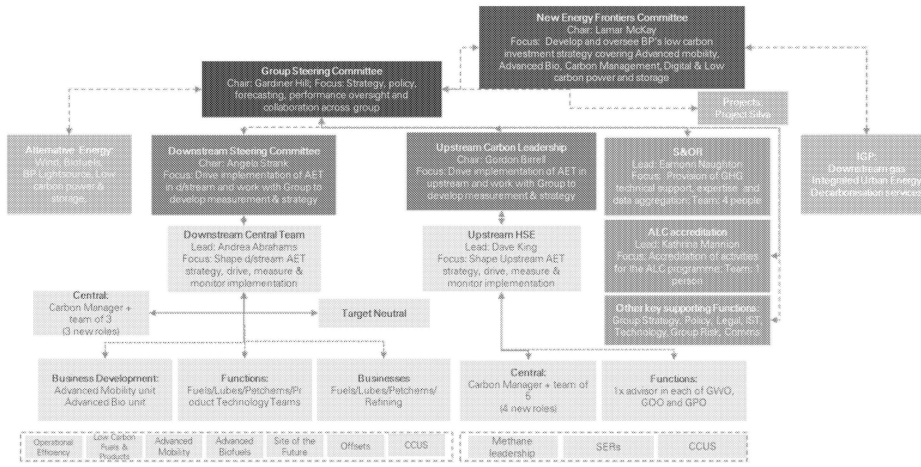 New Energy Frontiers Committee
Chair: Lamar McKay
Focus: Develop and oversee BP's low carbon
investment strategy covering Advanced mobility,
Advanced Bio, Carbon Management, Digital & Low
carbon power and storage
Group Steering Committee
Chair: Gardiner Hill; Focus: Strategy, policy,
forecasting, performance oversight and
collaboration across group
Projects:
Project Silva
Alternative Energy:
Wind, Biofuels,
BP Lightsource, Low
carbon power &
storage,
Downstream Steering Committee
Chair: Angela Strank
Focus: Drive implementation of AET
in d/stream and work with Group to
develop measurement & strategy
Upstream Carbon Leadership
Chair: Gordon Birrell
Focus: Drive implementation of AET in
upstream and work with Group to
develop measurement & strategy
S&OR
Lead: Eamonn Naughton
Focus: Provision of GHG
technical support, expertise and
data aggregation; Team: 4 people
IGP:
Downstream gas
Integrated Urban Energy
Decarbonisation service
Downstream Central Team
Lead: Andrea Abrahams
Focus: Shape d/stream AET
strategy, drive, measure &
monitor implementation
Upstream HSE
Lead: Dave King
Focus: Shape Upstream AET
strategy, drive, measure &
monitor implementation
ALC accreditation
Lead: Kathrina Mannion
Focus: Accreditation of activities
for the ALC programme; Team: 1
person
Central:
Carbon Manager +
team of 3
(3 new roles)
Target Neutral
Other key supporting Functions
Group Strategy, Policy, Legal, IST
Technology, Group Risk, Comms
Business Development:
Advanced Mobility unit
Advanced Bio unit
Functions:
Fuels/Lubes/Petchems/Pr
oduct Technology Teams
Businesses
Fuels/Lubes/Petchems/
Refining
Central:
Carbon Manager + team of
5
(4 new roles)
Functions:
1x advisor in each of GWO,
GOO and GPO
Operational
Efficiency
Low Carbon
Fuels &
Products
Advanced
Mobility
Advanced
Biofuels
Site of the
Future
Offsets
CCUS
Methane
leadership
SERs
CCUS